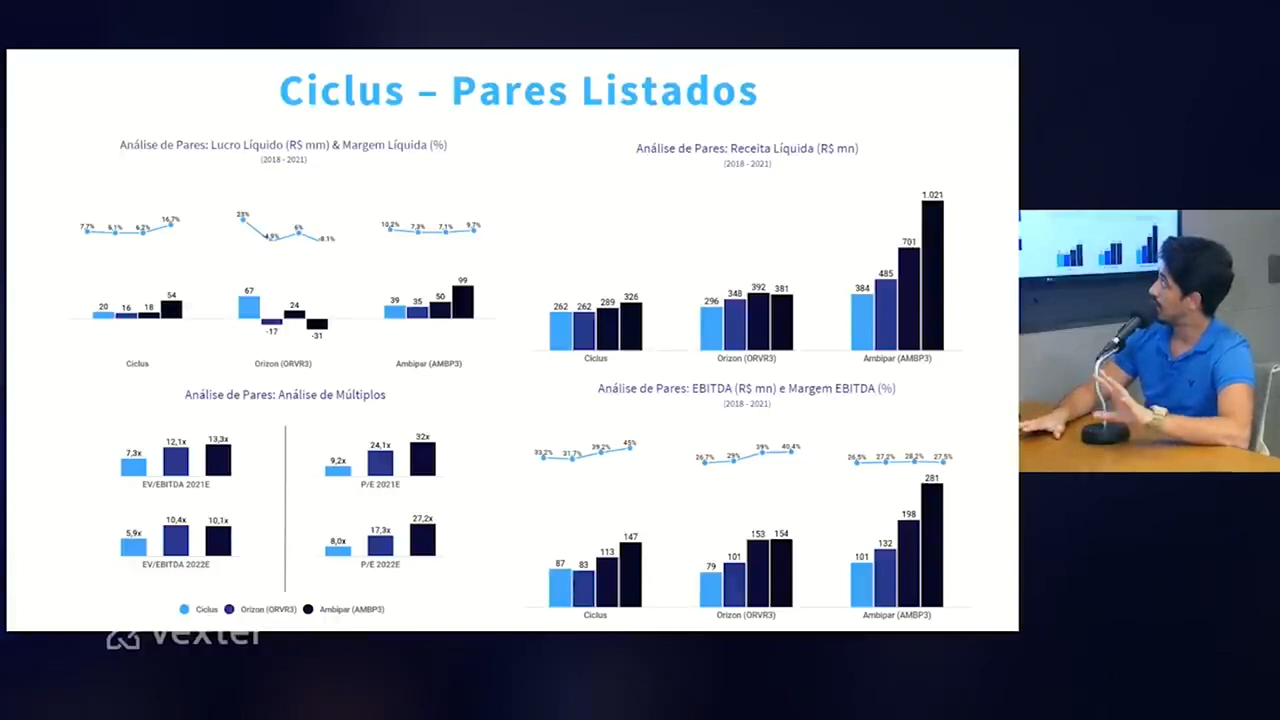 Ciclus – Pares Listados
Análise de Pares: Lucro Líquido (R$ mm) & Margem Líquida (%)
(2018 - 2021)
7,7% 6,1% 6,2% 16,7%
23% -4,9% 6% -8.1%
10,2% 7,3% 7,1% 9,7%
20 16 18 54
67 -17 24 -31
39 35 50 99
Ciclus
Orizon (ORVR3)
Ambipar (AMBP3)
Análise de Pares: Receita Líquida (R$ mn)
(2018 - 2021)
262 262 289 326
296 348 392 381
384 485 701 1.021
Ciclus
Orizon (ORVR3)
Ambipar (AMBP3)
Análise de Pares: Análise de Múltiplos
7,3x 12,1x 13,3x
EV/EBITDA 2021E
9,2x 24,1x 32x
P/E 2021E
5,9x 10,4x 10,1x
EV/EBITDA 2022E
8,0x 17,3x 27,2x
P/E 2022E
Ciclus Orizon (ORVR3) Ambipar (AMBP3)
Análise de Pares: EBITDA (R$ mn) e Margem EBITDA (%)
(2018 - 2021)
33,2% 31,7% 39,2% 45%
26,7% 29% 39% 40,4%
26,5% 27,2% 28,2% 27,5%
87 83 113 147
79 101 153 154
101 132 198 281
Ciclus
Orizon (ORVR3)
Ambipar (AMBP3)
vexter